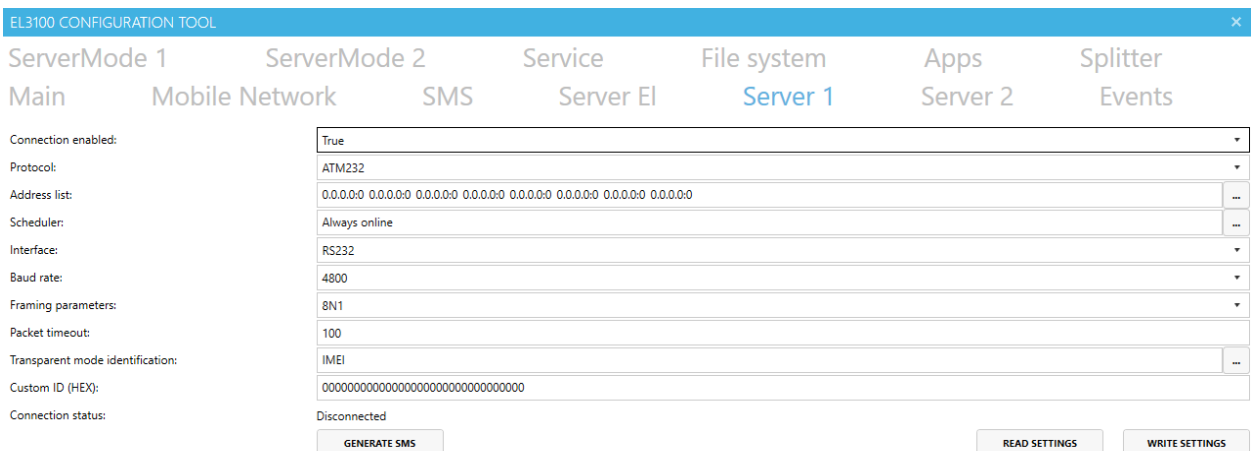 EL3100 CONFIGURATION TOOL ×
ServerMode 1 ServerMode 2 Service File system Apps Splitter
Main Mobile Network SMS Server El Server 1 Server 2 Events
Connection enabled: True
Protocol: ATM232
Address list: 0.0.0.0:0 0.0.0.0:0 0.0.0.0:0 0.0.0.0:0 0.0.0.0:0 0.0.0.0:0 0.0.0.0:0 0.0.0.0:0 ...
Scheduler: Always online ...
Interface: RS232
Baud rate: 4800
Framing parameters: 8N1
Packet timeout: 100
Transparent mode identification: IMEI ...
Custom ID (HEX): 00000000000000000000000000000000
Connection status: Disconnected
GENERATE SMS READ SETTINGS WRITE SETTINGS